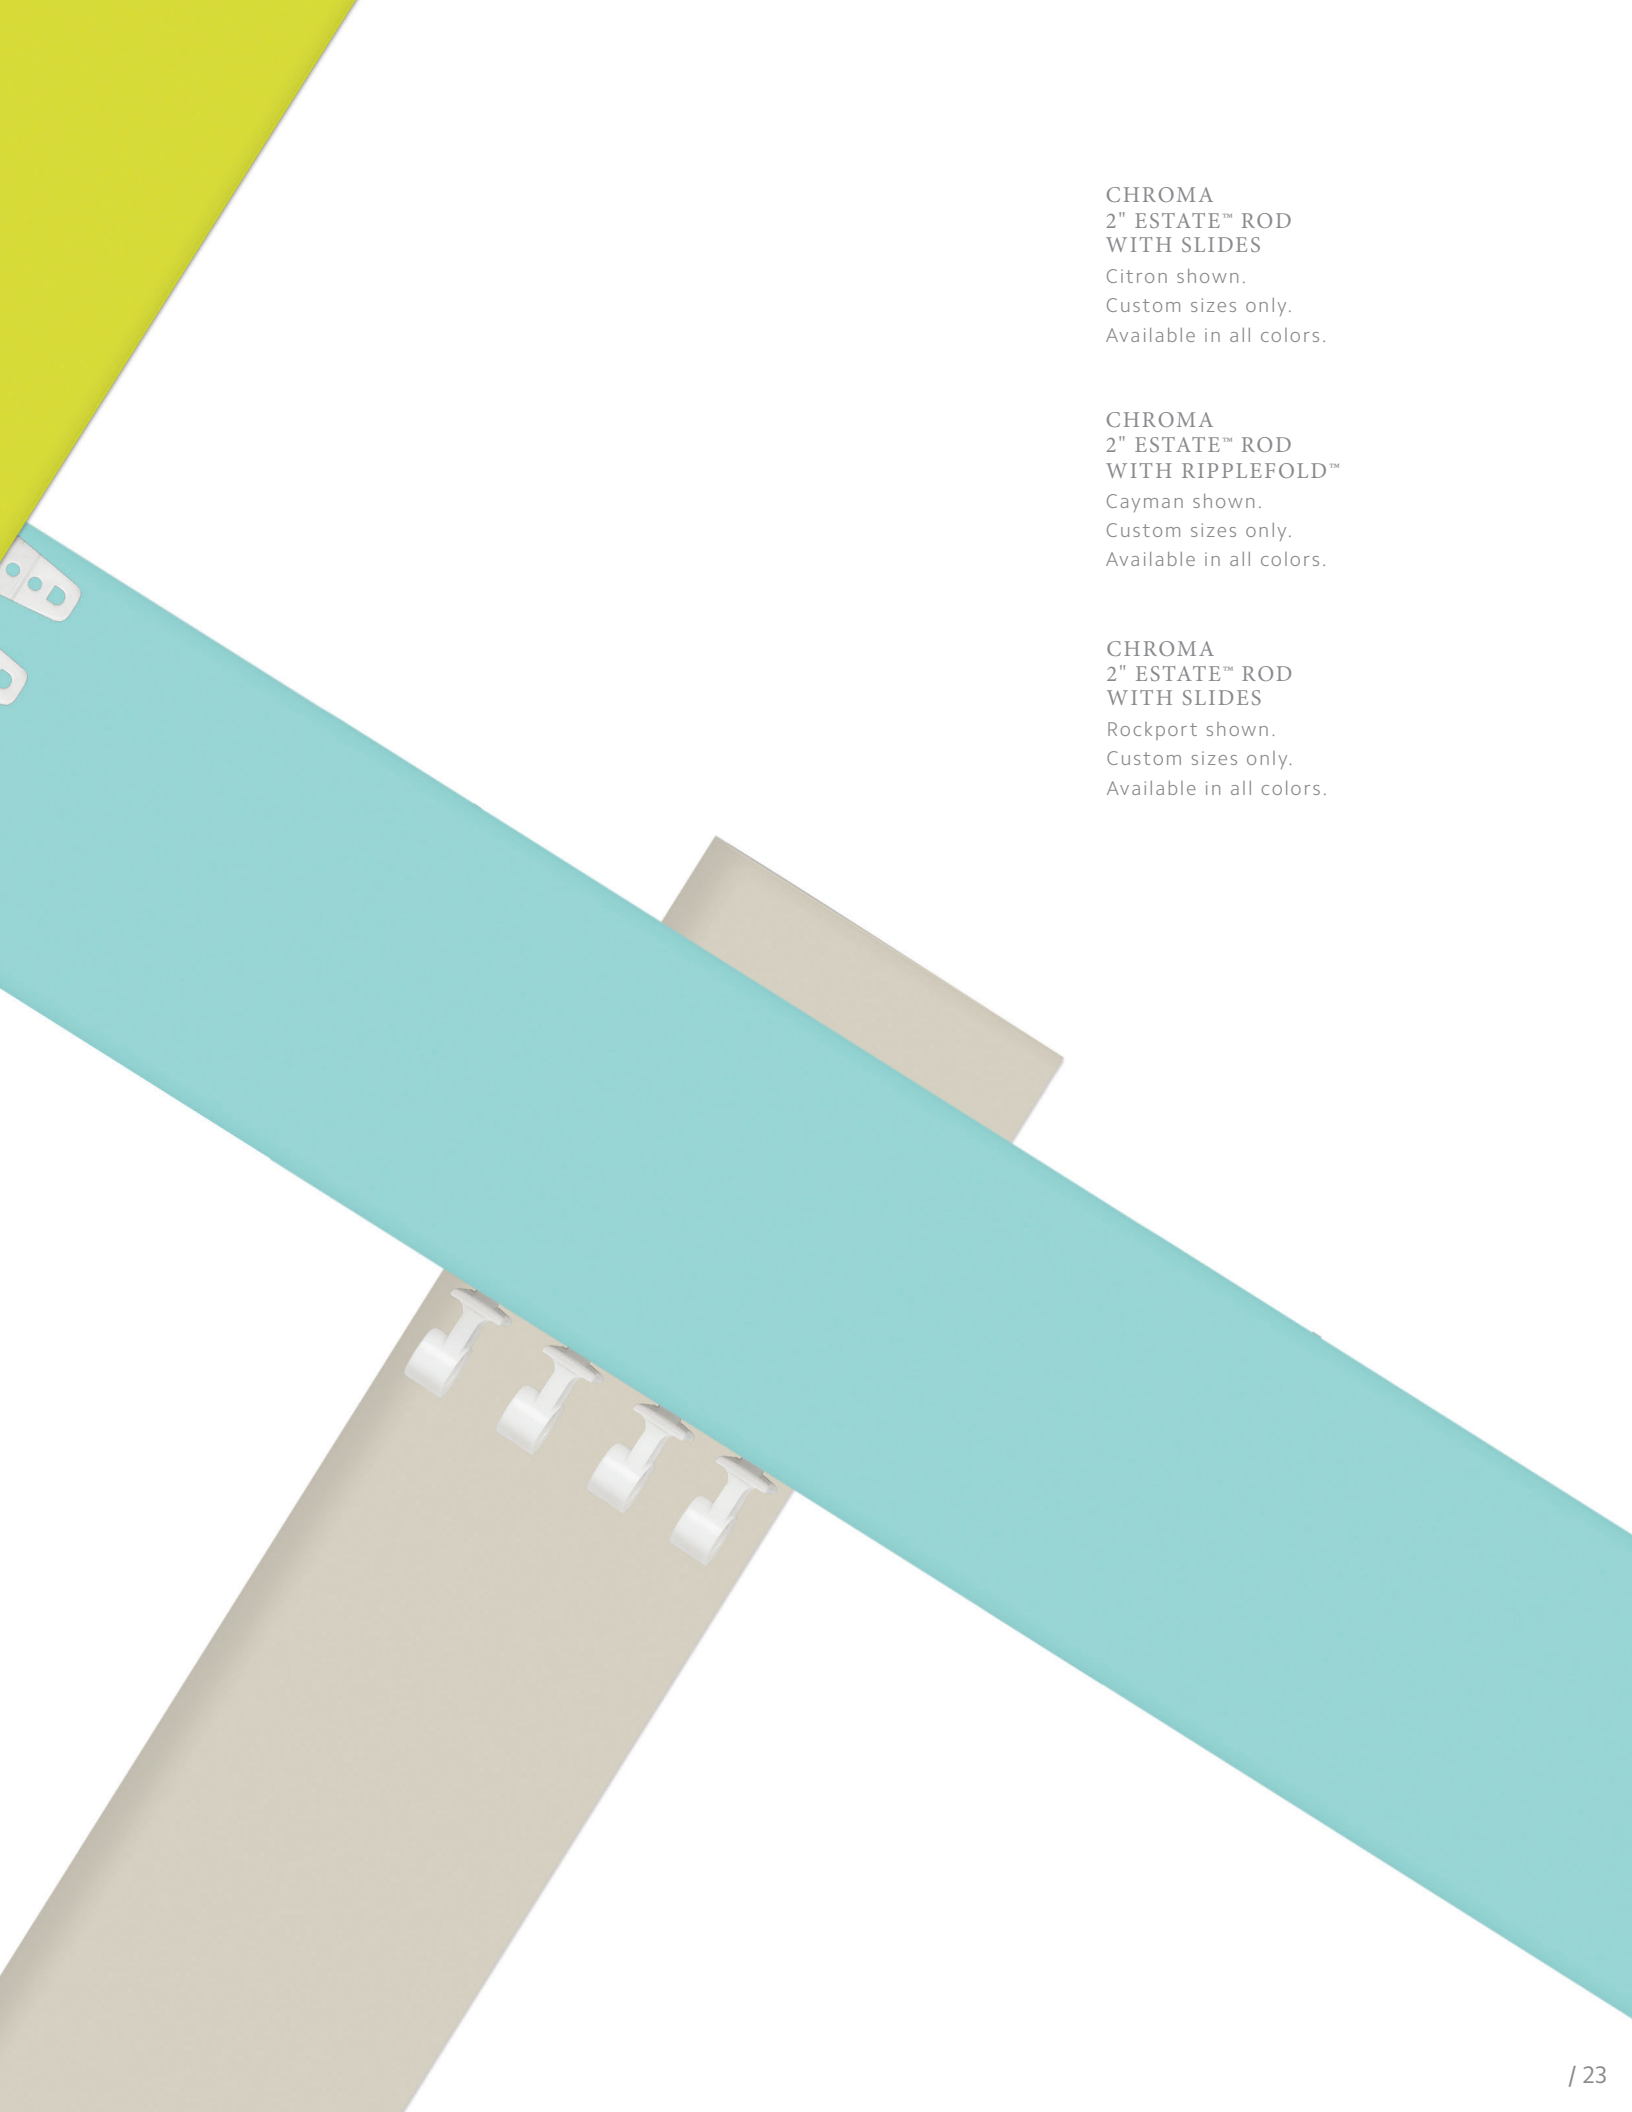 CHROMA
2" ESTATE™ ROD
WITH SLIDES
Citron shown.
Custom sizes only.
Available in all colors.
CHROMA
2" ESTATE™ ROD
WITH RIPPLEFOLD™
Cayman shown.
Custom sizes only.
Available in all colors.
CHROMA
2" ESTATE™ ROD
WITH SLIDES
Rockport shown.
Custom sizes only.
Available in all colors.
/ 23